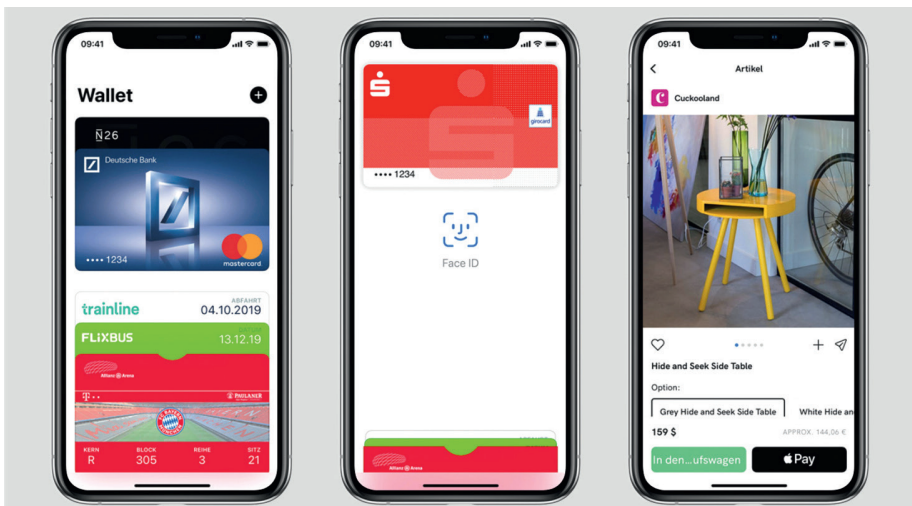 09:41
Wallet
N26
Deutsche Bank
•••• 1234
mastercard
trainline
ABFAHRT
04.10.2019
FLiXBUS
DATUM
13.12.19
Allianz Arena
T • •
PAULANER
KERN BLOCK REIHE SITZ
R 305 3 21
09:41
girocard
•••• 1234
Face ID
Allianz Arena
09:41
Artikel
Cuckooland
Hide and Seek Side Table
Option:
Grey Hide and Seek Side Table
White Hide an
159 $
APPROX. 144,06 €
In den...ufswagen
Pay